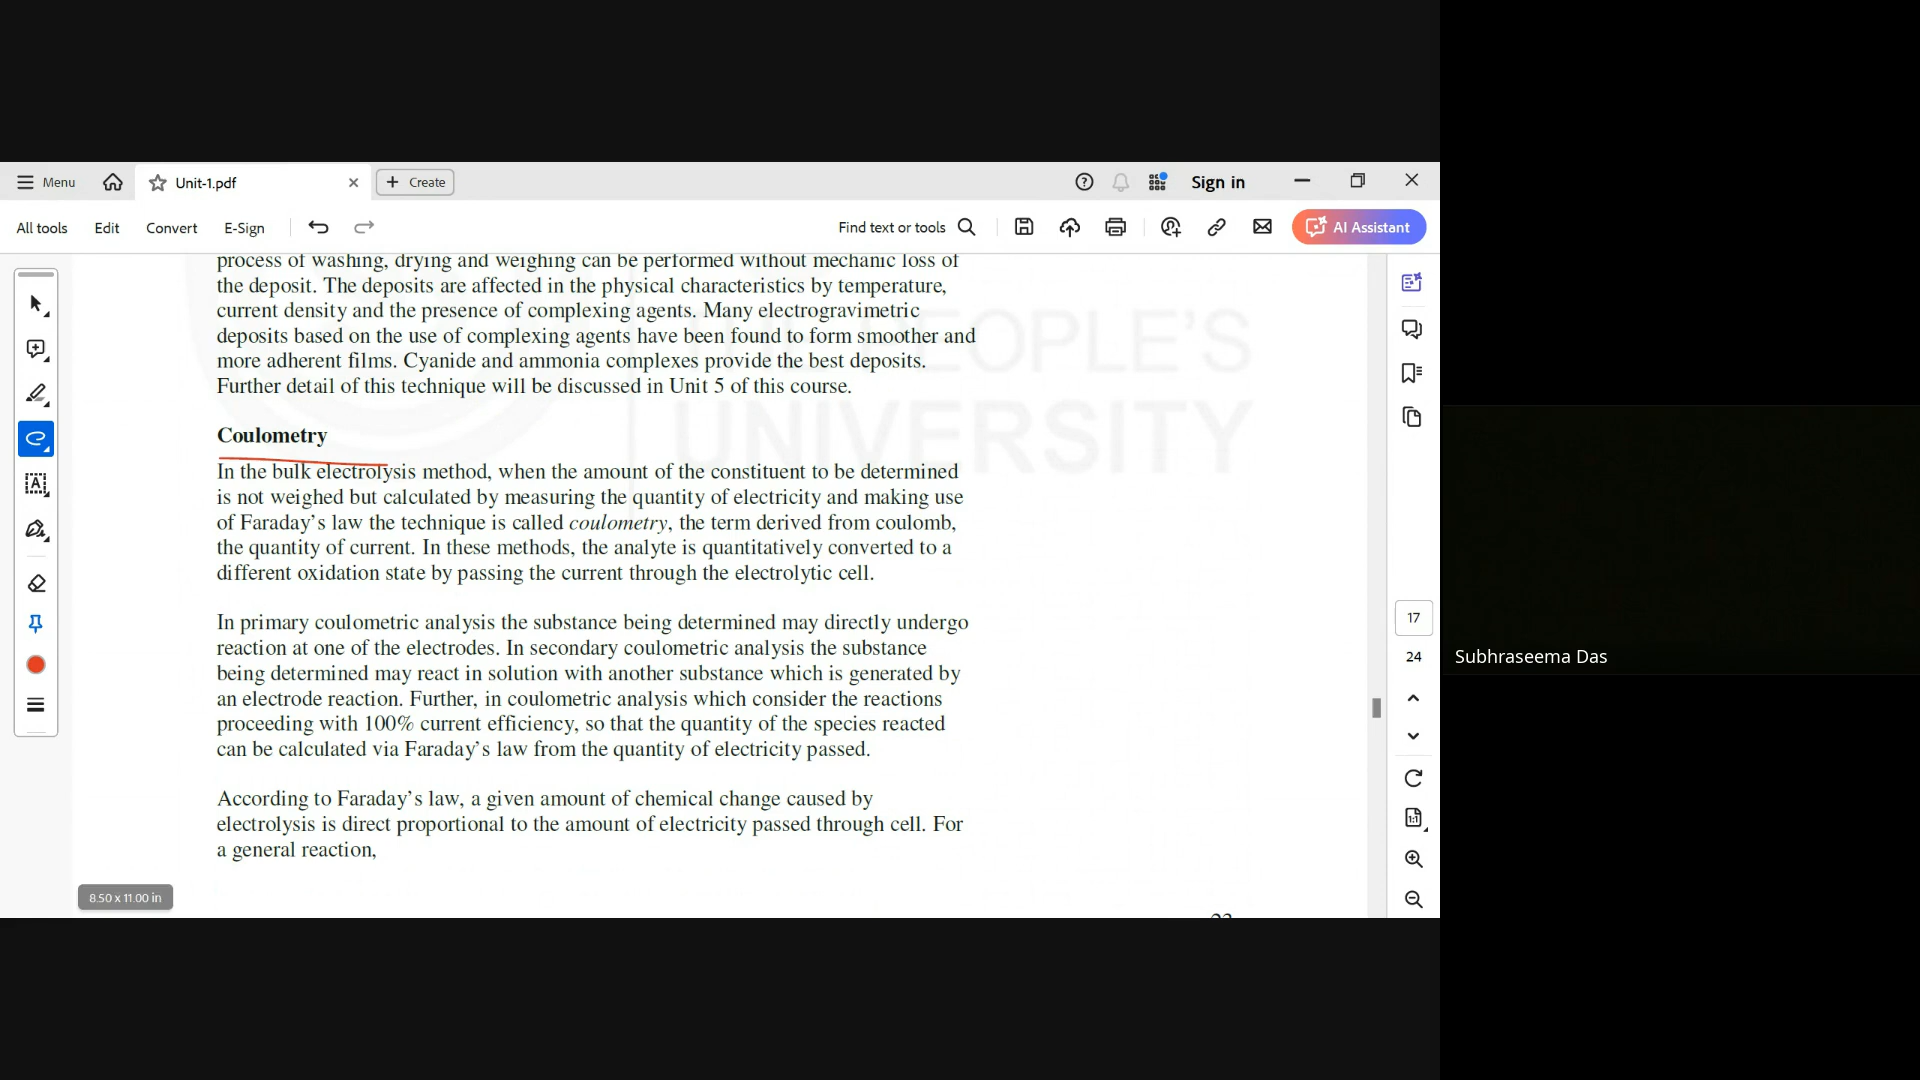 Menu
Unit-1.pdf
Create
Sign in
All tools
Edit
Convert
E-Sign
Find text or tools
AI Assistant
process of washing, drying and weighing can be performed without mechanic loss of
the deposit. The deposits are affected in the physical characteristics by temperature,
current density and the presence of complexing agents. Many electrogravimetric
deposits based on the use of complexing agents have been found to form smoother and
more adherent films. Cyanide and ammonia complexes provide the best deposits.
Further detail of this technique will be discussed in Unit 5 of this course.
PEOPLE'S
UNIVERSITY
Coulometry
In the bulk electrolysis method, when the amount of the constituent to be determined
is not weighed but calculated by measuring the quantity of electricity and making use
of Faraday's law the technique is called coulometry, the term derived from coulomb,
the quantity of current. In these methods, the analyte is quantitatively converted to a
different oxidation state by passing the current through the electrolytic cell.
In primary coulometric analysis the substance being determined may directly undergo
reaction at one of the electrodes. In secondary coulometric analysis the substance
being determined may react in solution with another substance which is generated by
an electrode reaction. Further, in coulometric analysis which consider the reactions
proceeding with 100% current efficiency, so that the quantity of the species reacted
can be calculated via Faraday's law from the quantity of electricity passed.
According to Faraday's law, a given amount of chemical change caused by
electrolysis is direct proportional to the amount of electricity passed through cell. For
a general reaction,
8.50 x 11.00 in
17
24
Subhraseema Das